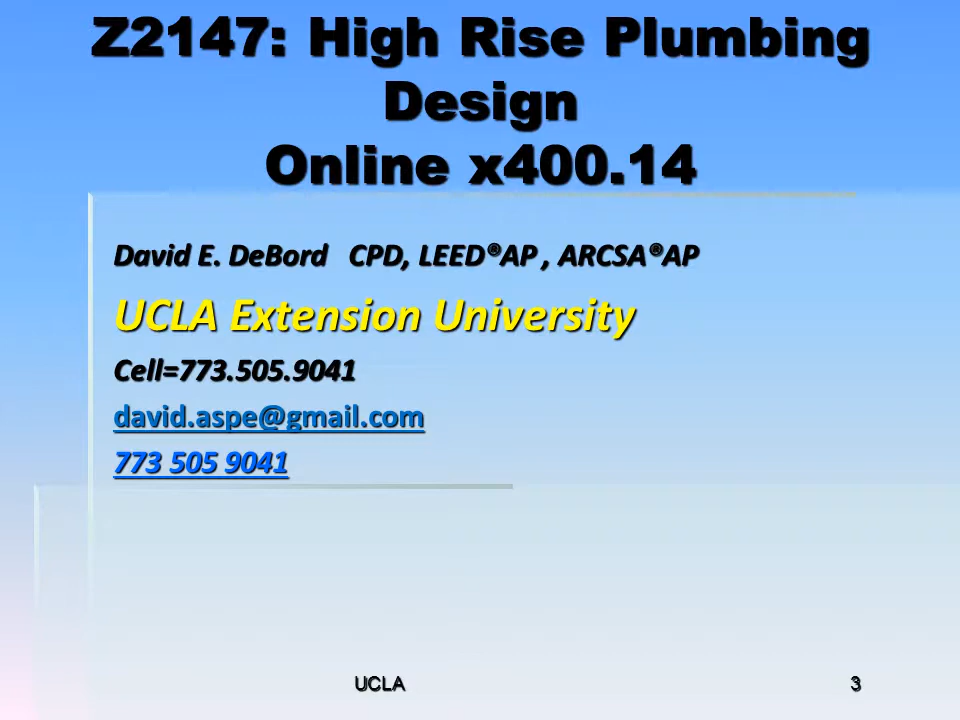 Z2147: High Rise Plumbing
Design
Online x400.14
David E. DeBord CPD, LEED®AP , ARCSA®AP
UCLA Extension University
Cell=773.505.9041
david.aspe@gmail.com
773 505 9041
UCLA 3